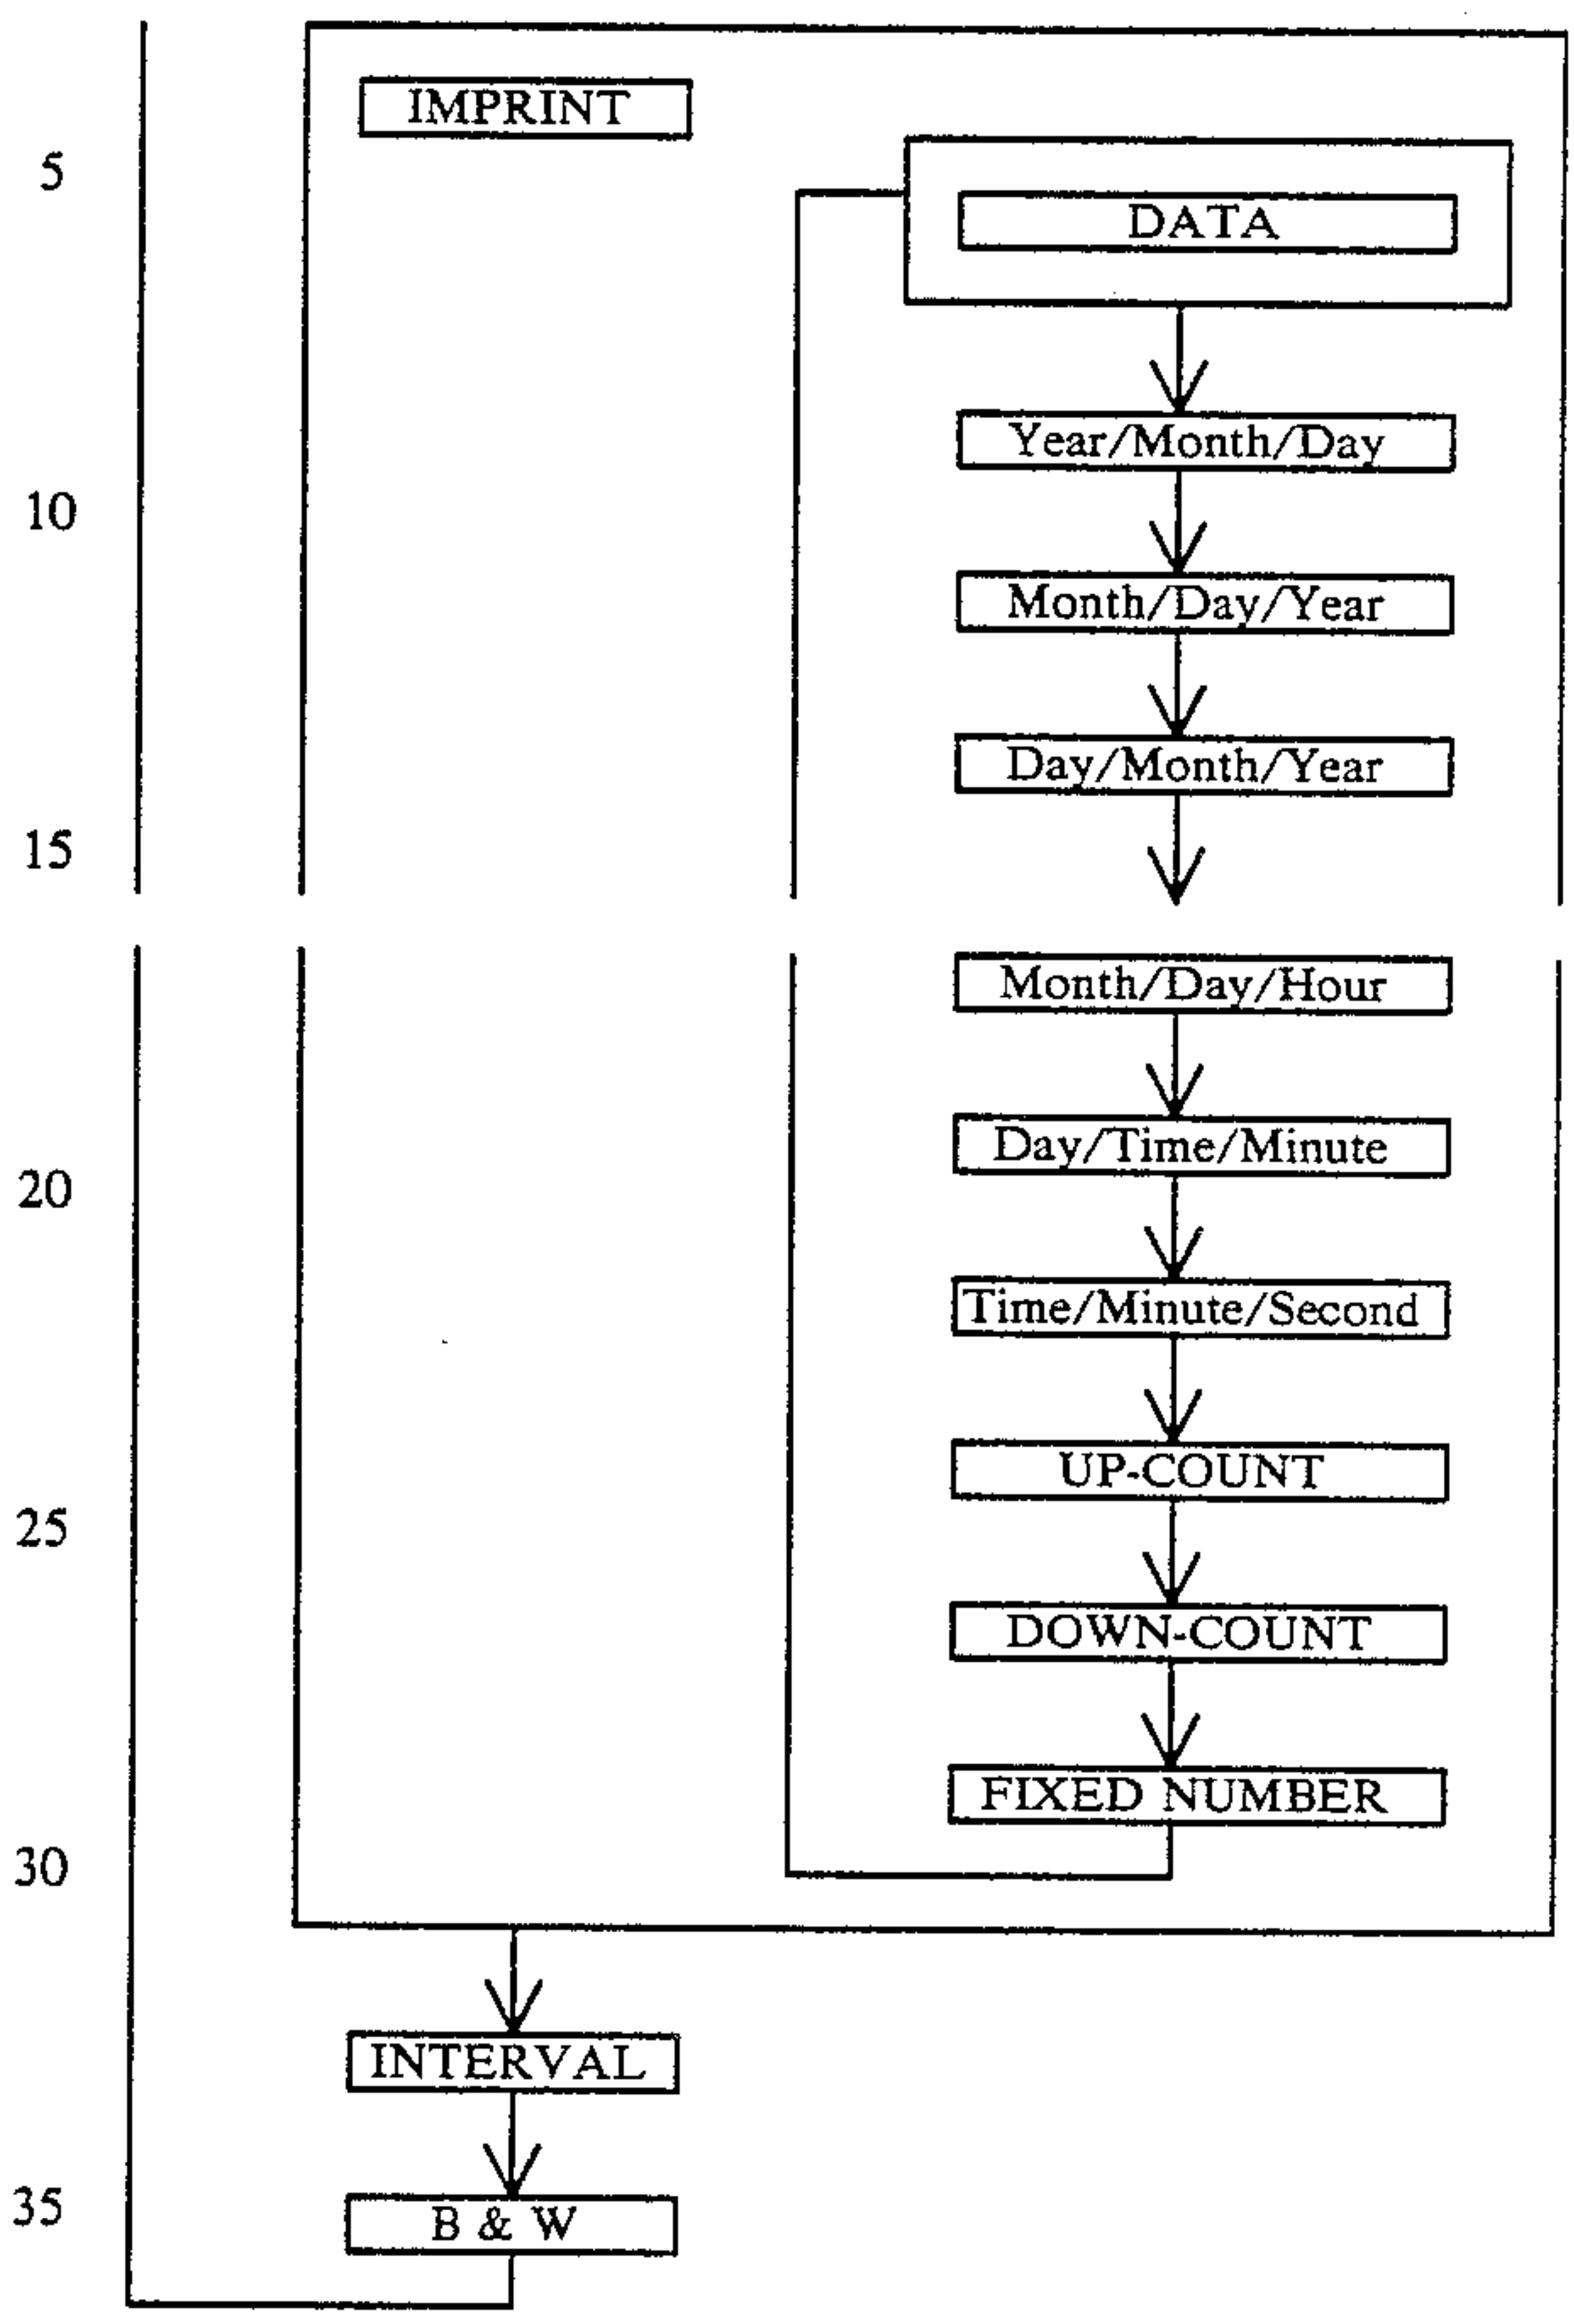 IMPRINT
5
DATA
Year/Month/Day
10
Month/Day/Year
Day/Month/Year
15
Month/Day/Hour
Day/Time/Minute
20
Time/Minute/Second
UP-COUNT
25
DOWN-COUNT
FIXED NUMBER
30
INTERVAL
35
B & W